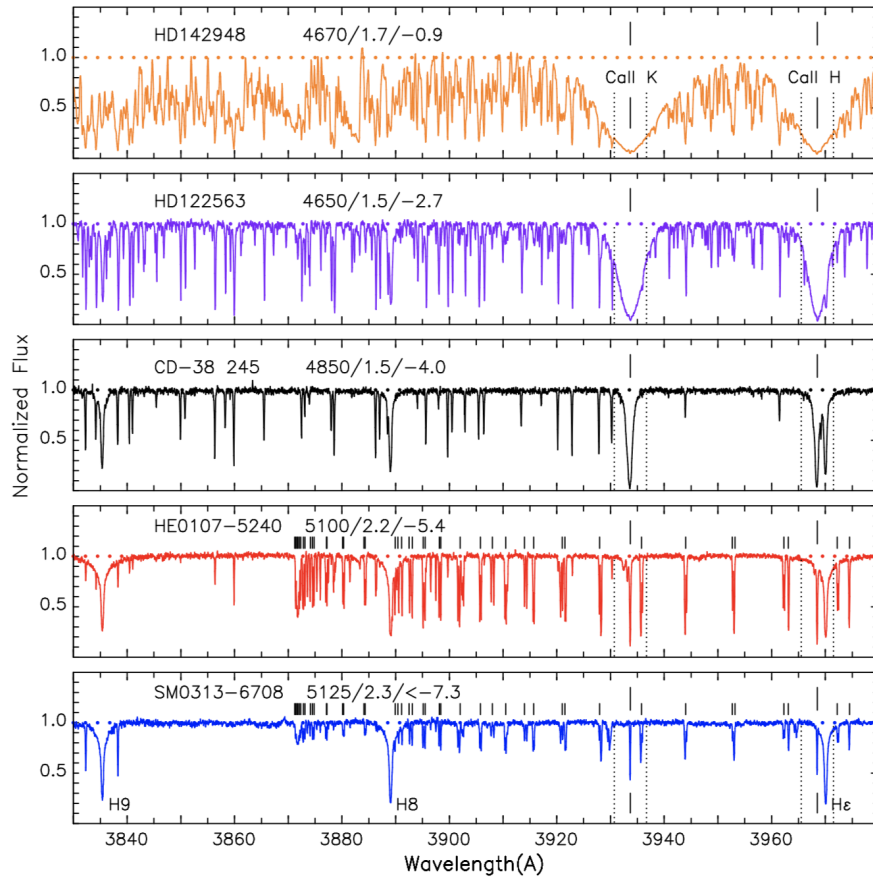 HD142948 4670/1.7/−0.9
CaII K CaII H
1.0
0.5
HD122563 4650/1.5/−2.7
1.0
0.5
CD−38 245 4850/1.5/−4.0
1.0
0.5
HE0107−5240 5100/2.2/−5.4
1.0
0.5
SM0313−6708 5125/2.3/<−7.3
1.0
0.5
H9 H8 Hε
3840 3860 3880 3900 3920 3940 3960
Wavelength(A)
Normalized Flux